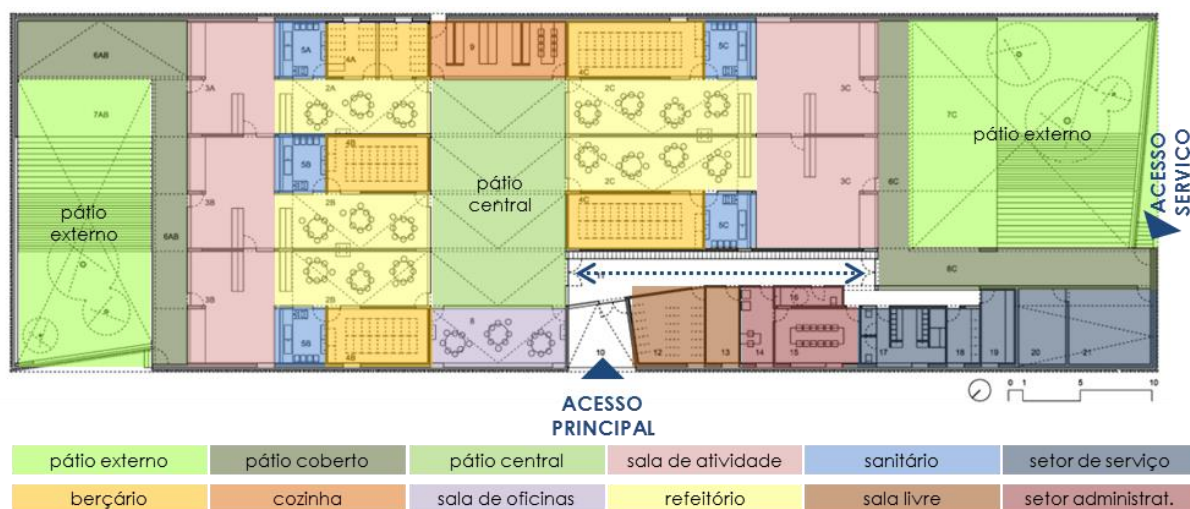 5A
4A
9
4C
5C
6AB
3A
2A
2C
3C
7C
7AB
pátio externo
4B
5B
pátio
central
2C
3C
6C
ACESSO
SERVIÇO
pátio
externo
6AB
3B
2B
4C
5C
11
6C
3B
2B
5B
4B
8
10
12
13
14
15
16
17
18
19
20
21
0 1 5 10
ACESSO
PRINCIPAL
pátio externo pátio coberto pátio central sala de atividade sanitário setor de serviço
berçário cozinha sala de oficinas refeitório sala livre setor administrat.